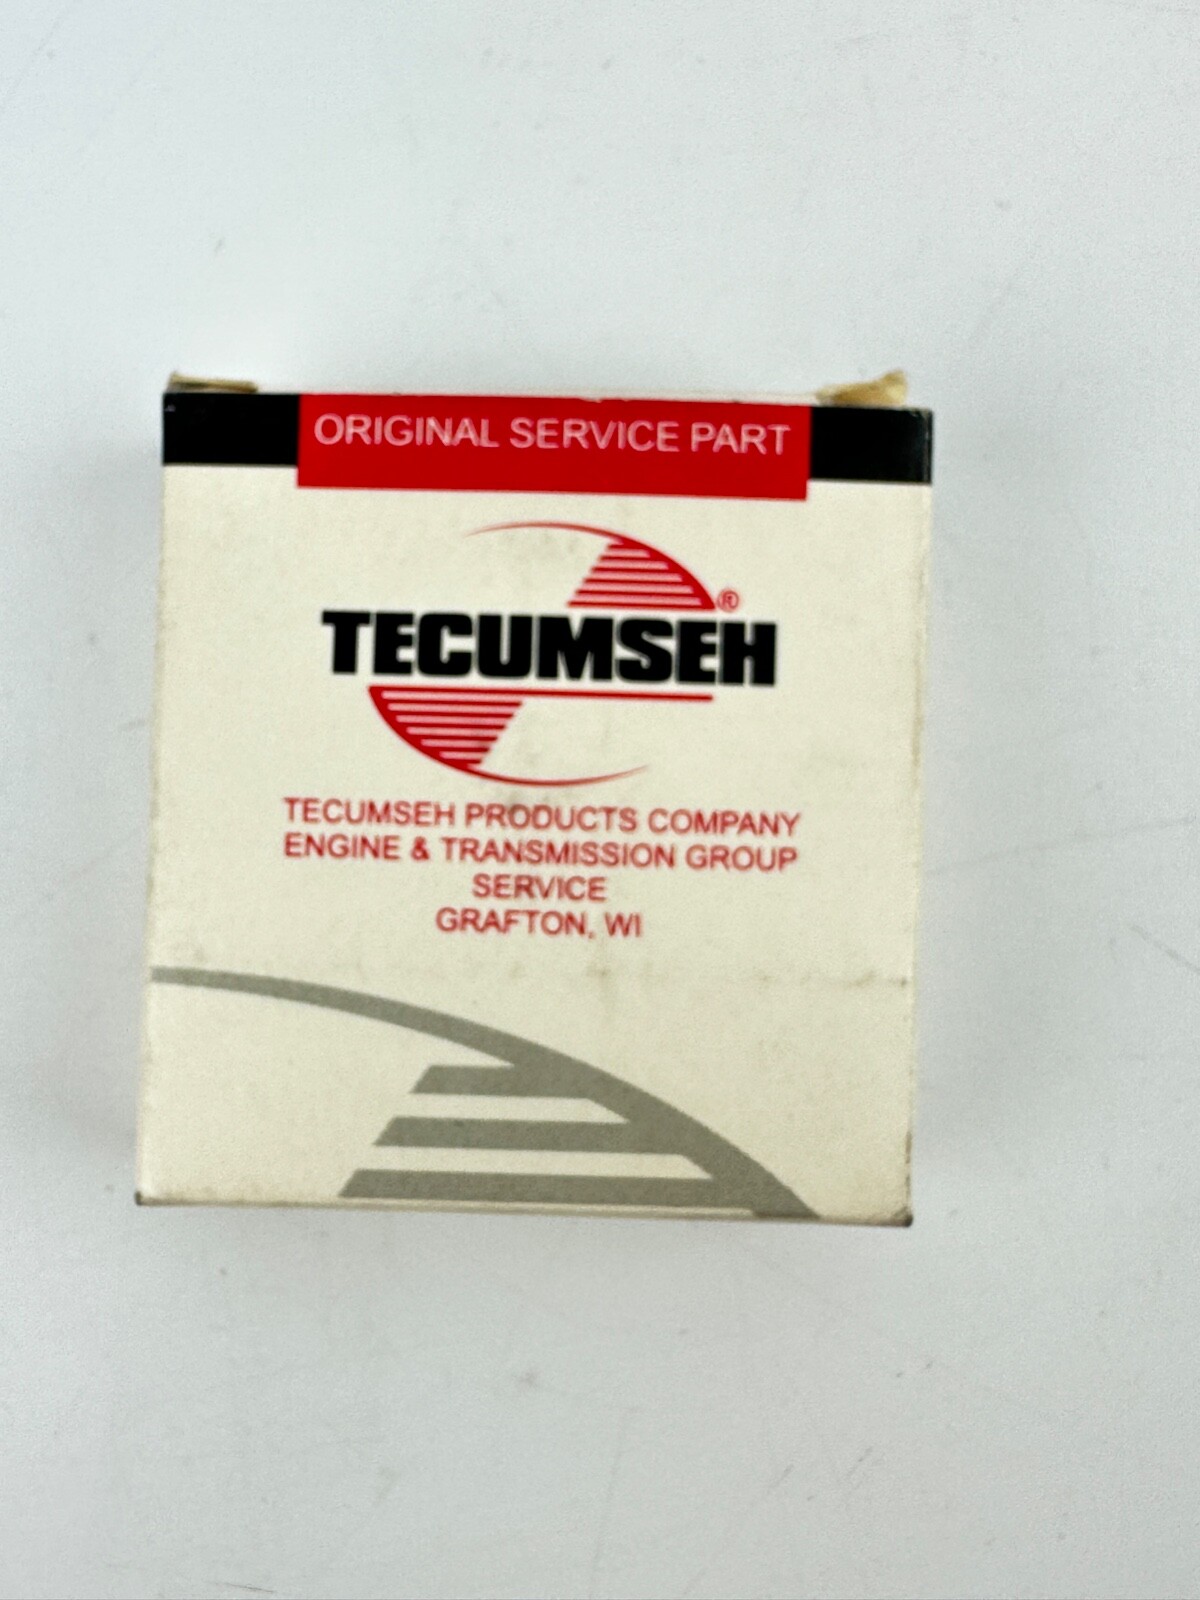 ORIGINAL SERVICE PART
TECUMSEH®
TECUMSEH PRODUCTS COMPANY
ENGINE & TRANSMISSION GROUP
SERVICE
GRAFTON, WI